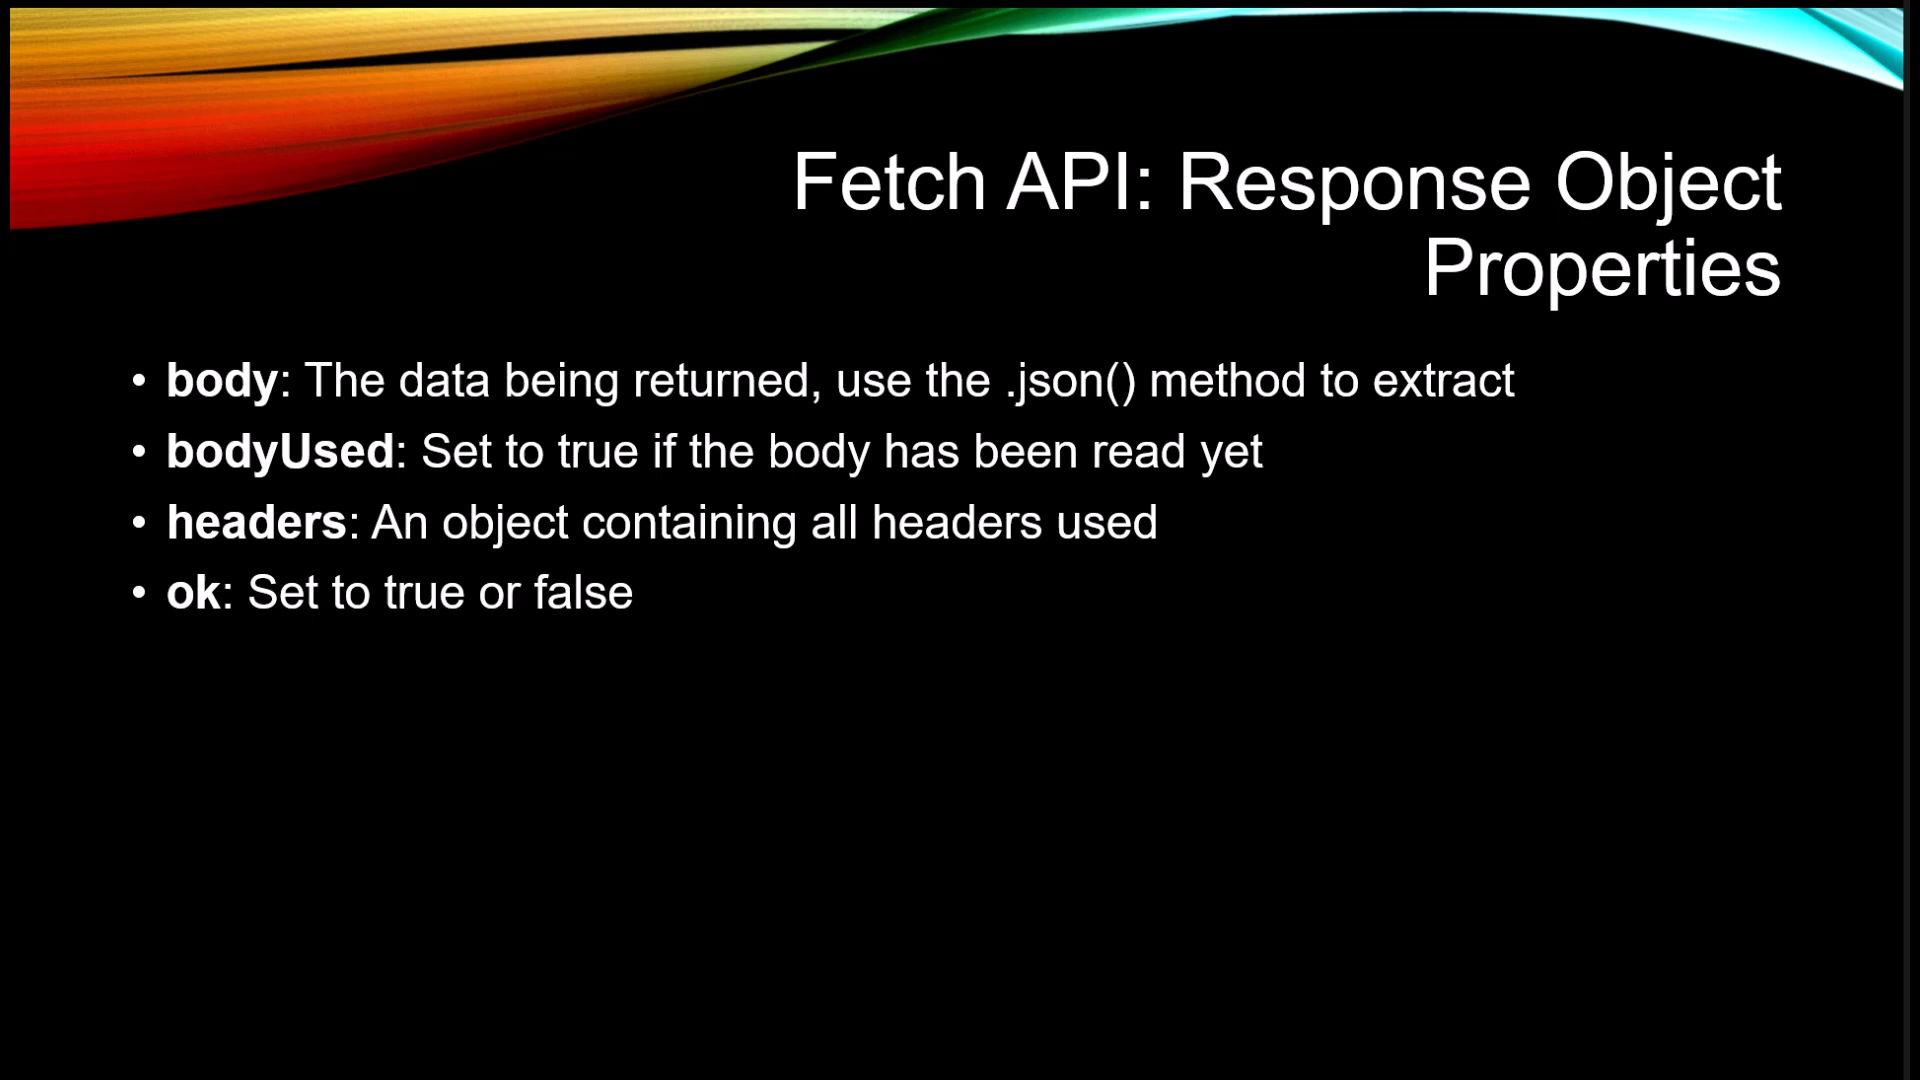 Fetch API: Response Object
Properties
• body: The data being returned, use the .json() method to extract
• bodyUsed: Set to true if the body has been read yet
• headers: An object containing all headers used
• ok: Set to true or false